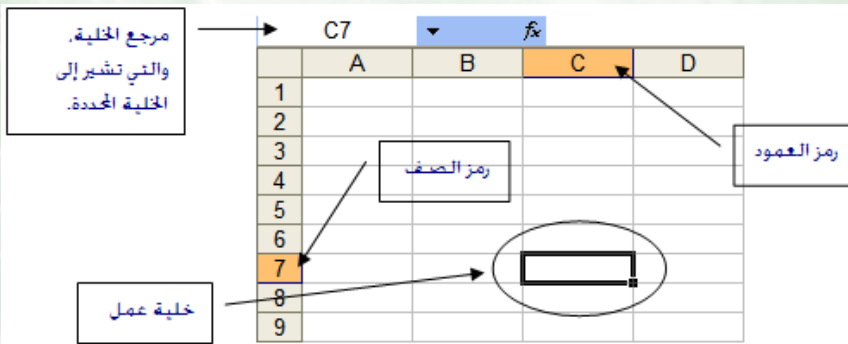 مرجع الخلية،
والتي تشير إلى
الخلية المحددة.
C7 fx
A B C D
1
2
3
4
5
6
7
8
9
رمز العمود
رمز الصف
خلية عمل